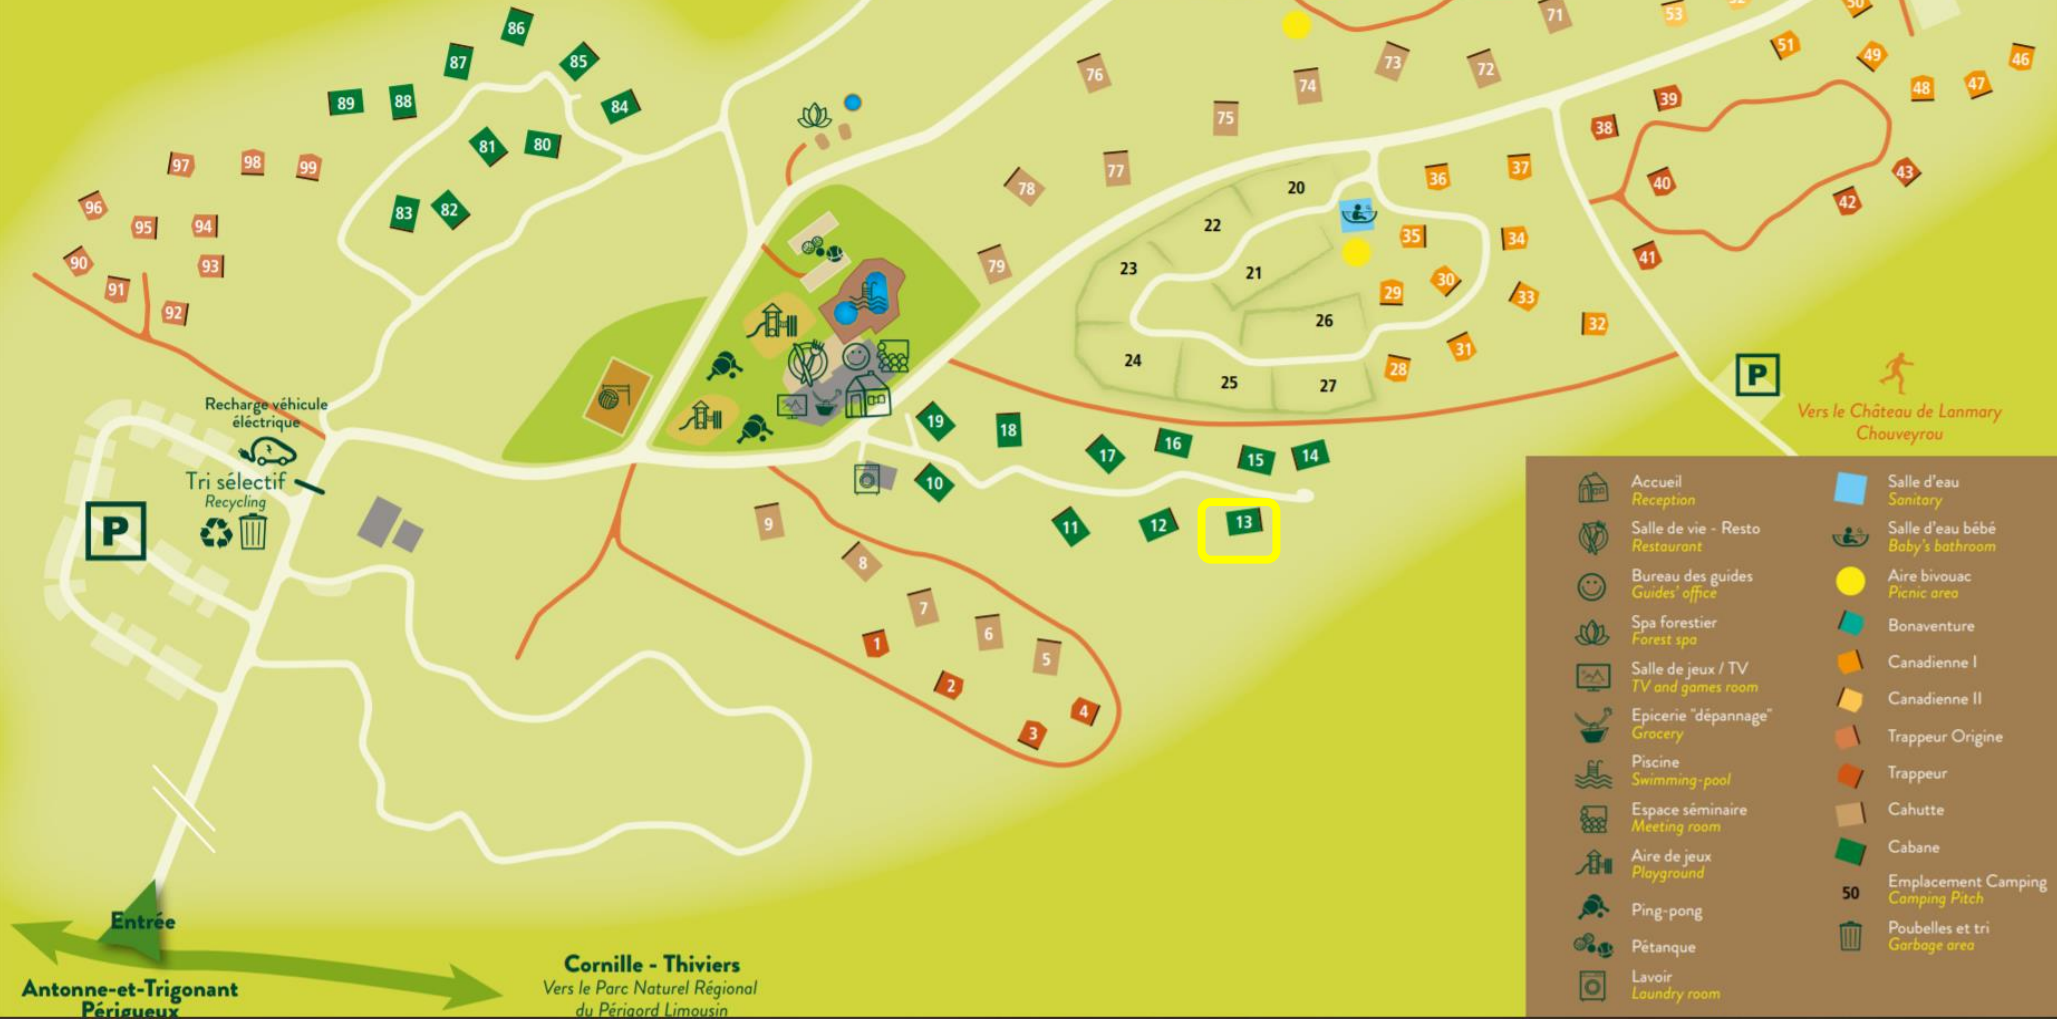 86
87
85
89
88
84
81
80
83
82
97
98
99
96
95
94
90
93
91
92
71
53
50
51
49
46
76
73
72
74
48
47
75
39
38
78
77
79
20
36
37
40
43
42
22
35
34
41
23
21
29
30
33
26
32
31
24
25
27
28
P
Vers le Château de Lanmary
Chouveyrou
Recharge véhicule
éléctrique
Tri sélectif
Recycling
P
19
18
17
16
15
14
10
11
12
13
9
8
7
6
5
1
2
3
4
Entrée
Antonne-et-Trigonant
Périgueux
Cornille - Thiviers
Vers le Parc Naturel Régional
du Périgord Limousin
Accueil
Reception
Salle de vie - Resto
Restaurant
Bureau des guides
Guides' office
Spa forestier
Forest spa
Salle de jeux / TV
TV and games room
Epicerie "dépannage"
Grocery
Piscine
Swimming-pool
Espace séminaire
Meeting room
Aire de jeux
Playground
Ping-pong
Pétanque
Lavoir
Laundry room
Salle d'eau
Sanitary
Salle d'eau bébé
Baby's bathroom
Aire bivouac
Picnic area
Bonaventure
Canadienne I
Canadienne II
Trappeur Origine
Trappeur
Cahutte
Cabane
50
Emplacement Camping
Camping Pitch
Poubelles et tri
Garbage area